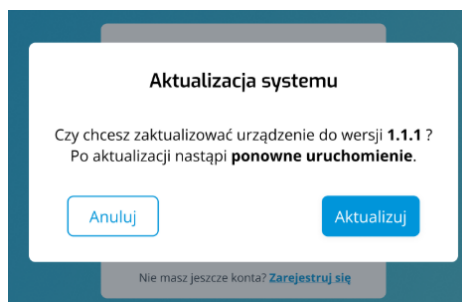 Aktualizacja systemu
Czy chcesz zaktualizować urządzenie do wersji 1.1.1 ?
Po aktualizacji nastąpi ponowne uruchomienie.
Anuluj Aktualizuj
Nie masz jeszcze konta? Zarejestruj się